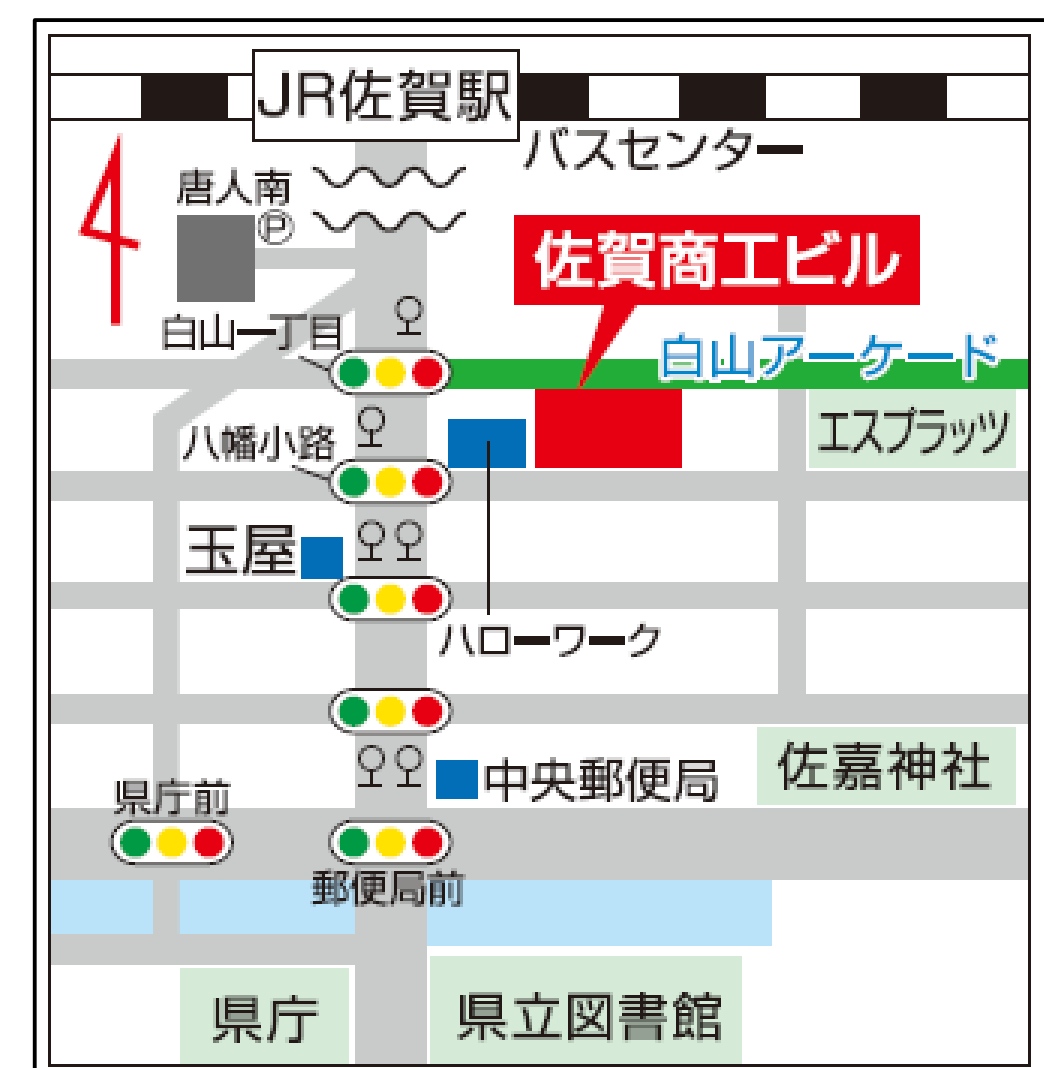 JR佐賀駅
バスセンター
唐人南
P
佐賀商工ビル
白山一丁目
白山アーケード
エスプラッツ
八幡小路
玉屋
ハローワーク
佐嘉神社
中央郵便局
県庁前
郵便局前
県庁
県立図書館